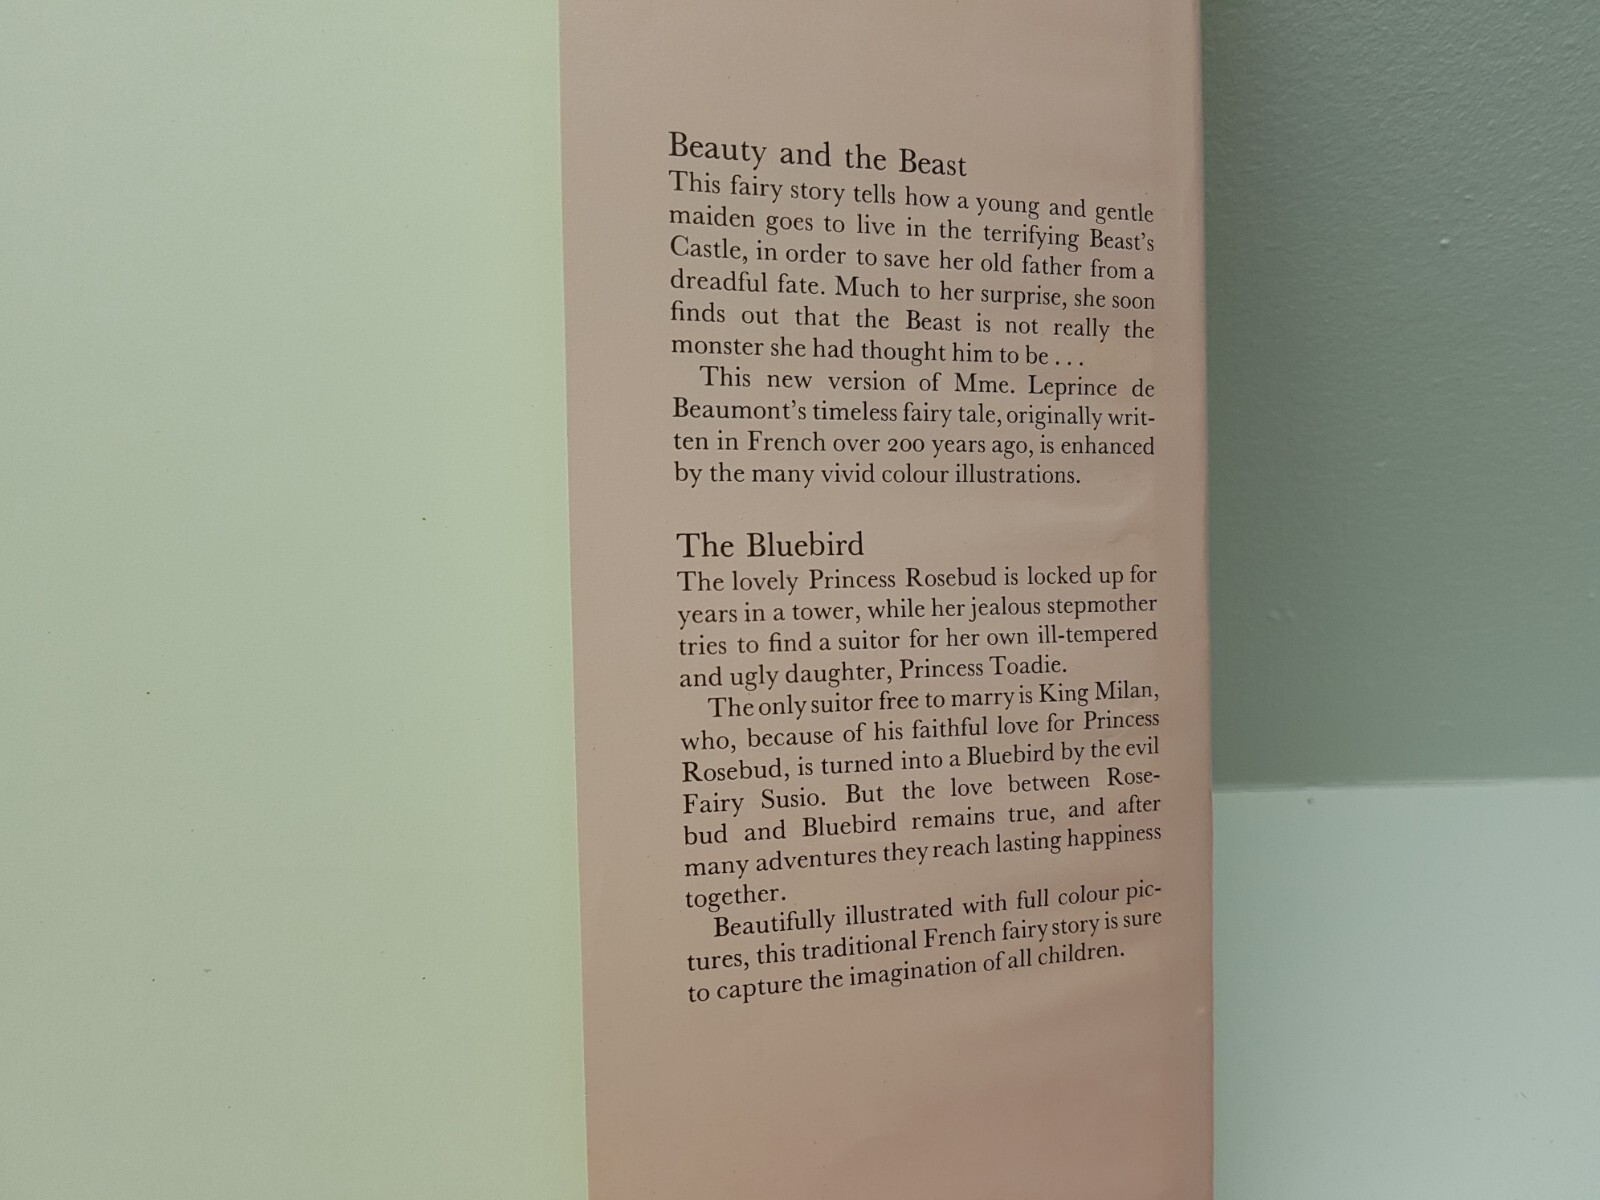 Beauty and the Beast
This fairy story tells how a young and gentle
maiden goes to live in the terrifying Beast's
Castle, in order to save her old father from a
dreadful fate. Much to her surprise, she soon
finds out that the Beast is not really the
monster she had thought him to be . . .
This new version of Mme. Leprince de
Beaumont's timeless fairy tale, originally writ-
ten in French over 200 years ago, is enhanced
by the many vivid colour illustrations.
The Bluebird
The lovely Princess Rosebud is locked up for
years in a tower, while her jealous stepmother
tries to find a suitor for her own ill-tempered
and ugly daughter, Princess Toadie.
The only suitor free to marry is King Milan,
who, because of his faithful love for Princess
Rosebud, is turned into a Bluebird by the evil
Fairy Susio. But the love between Rose-
bud and Bluebird remains true, and after
many adventures they reach lasting happiness
together.
Beautifully illustrated with full colour pic-
tures, this traditional French fairy story is sure
to capture the imagination of all children.